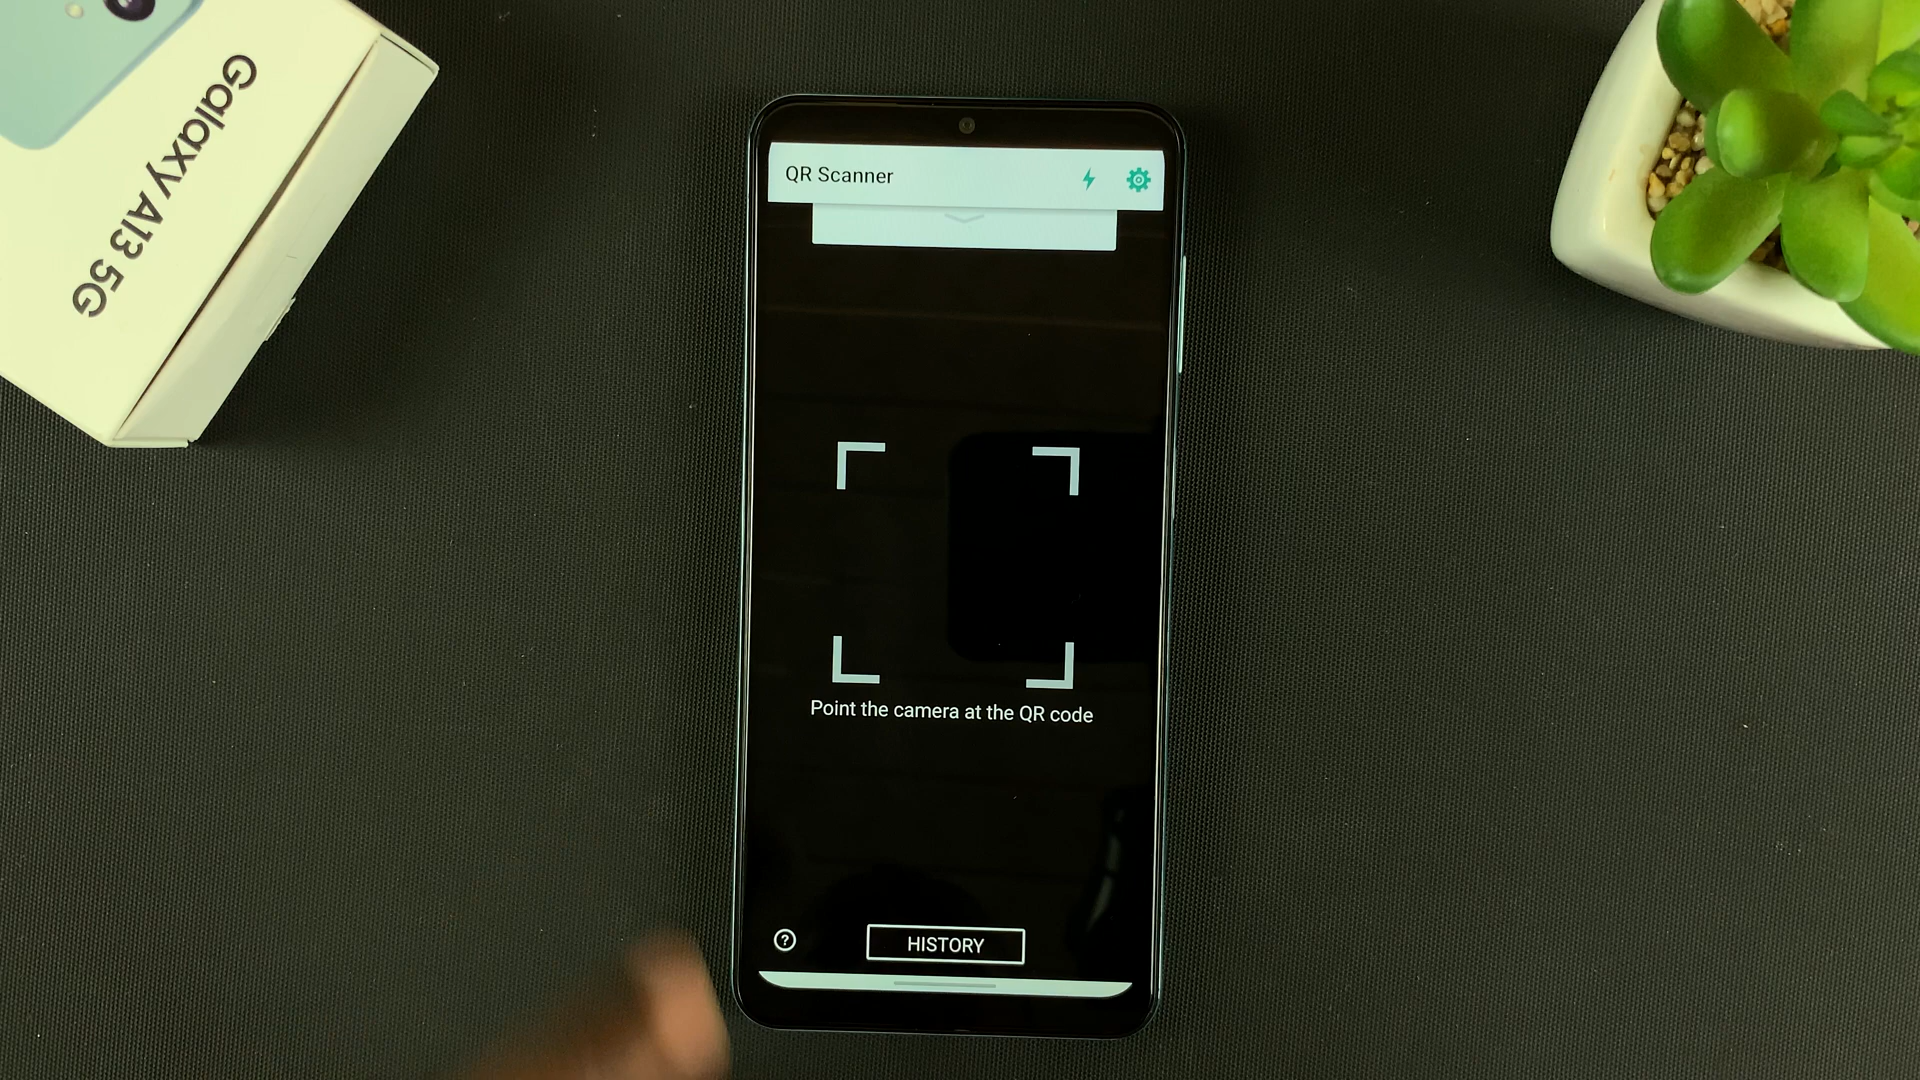 Galaxy A13 5G
QR Scanner
Point the camera at the QR code
?
HISTORY